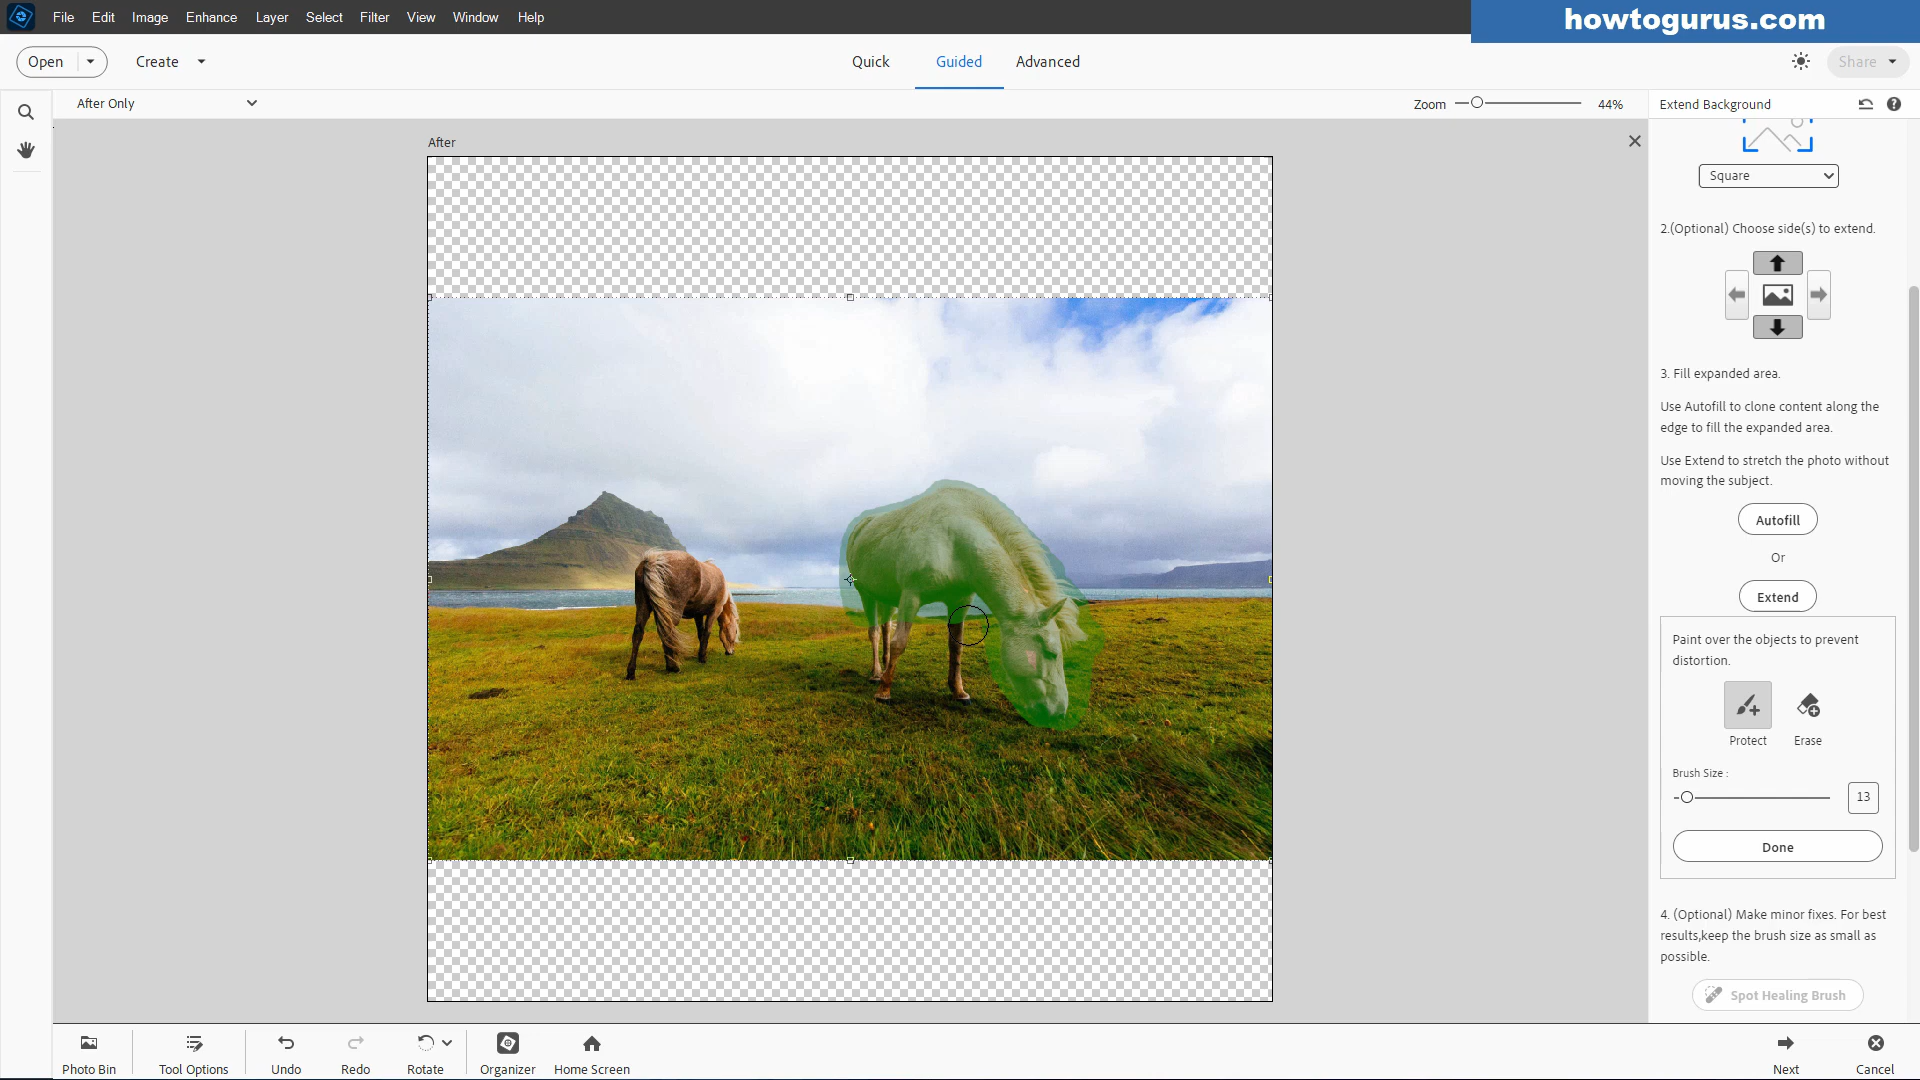 File Edit Image Enhance Layer Select Filter View Window Help
howtogurus.com
Open Create Quick Guided Advanced Share
After Only Zoom 44% Extend Background
After
Square
2.(Optional) Choose side(s) to extend.
3. Fill expanded area.
Use Autofill to clone content along the
edge to fill the expanded area.
Use Extend to stretch the photo without
moving the subject.
Autofill
Or
Extend
Paint over the objects to prevent
distortion.
Protect Erase
Brush Size :
13
Done
4. (Optional) Make minor fixes. For best
results,keep the brush size as small as
possible.
Spot Healing Brush
Photo Bin Tool Options Undo Redo Rotate Organizer Home Screen Next Cancel